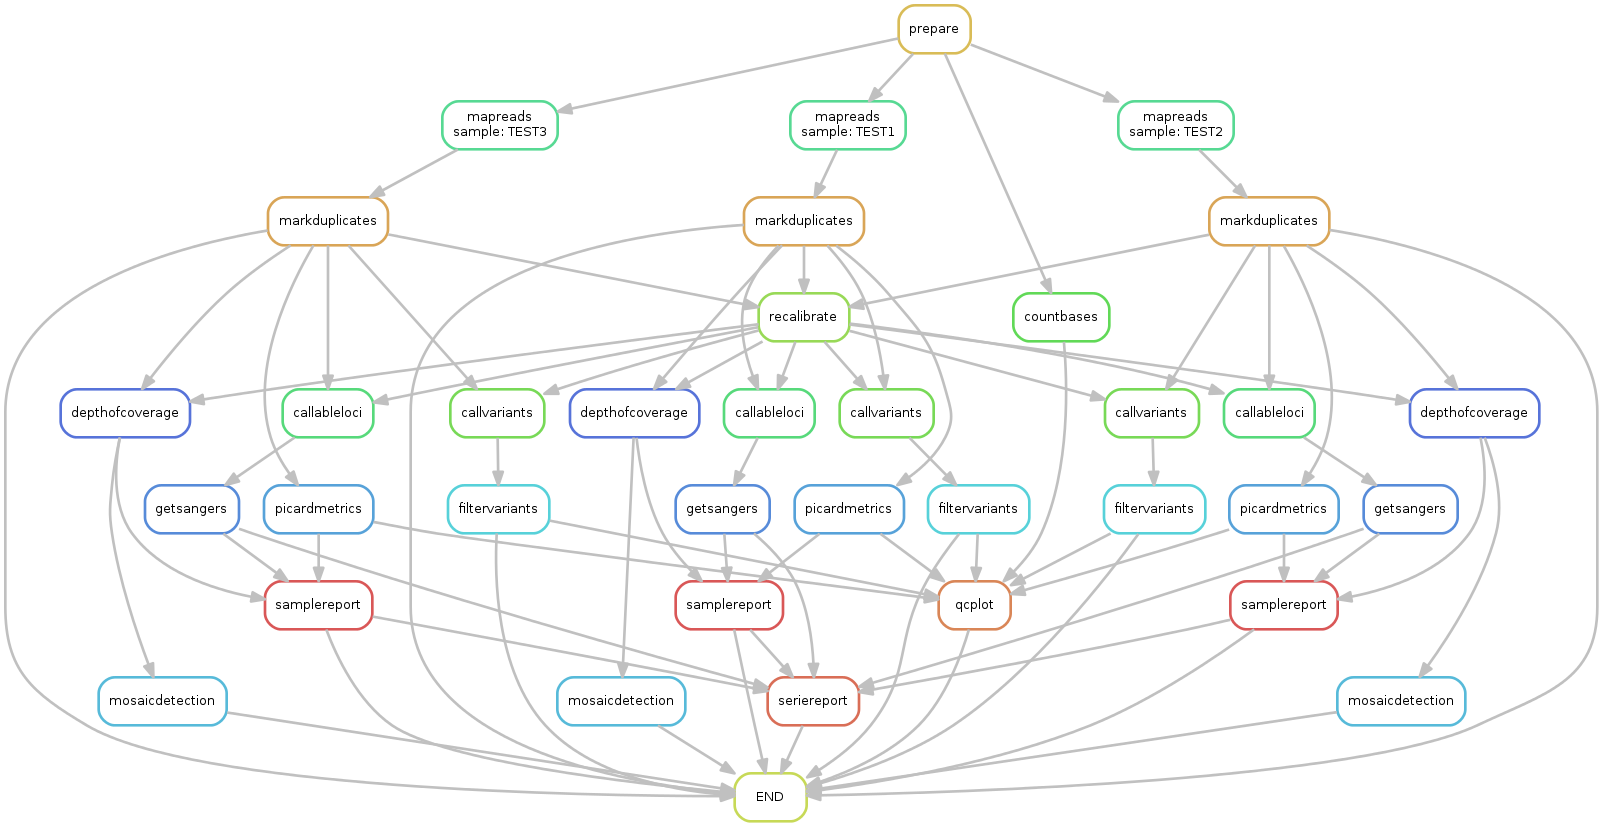 prepare
mapreads
sample: TEST3
mapreads
sample: TEST1
mapreads
sample: TEST2
markduplicates
markduplicates
markduplicates
recalibrate
countbases
depthofcoverage
callableloci
callvariants
depthofcoverage
callableloci
callvariants
callvariants
callableloci
depthofcoverage
getsangers
picardmetrics
filtervariants
getsangers
picardmetrics
filtervariants
filtervariants
picardmetrics
getsangers
samplereport
samplereport
qcplot
samplereport
mosaicdetection
mosaicdetection
seriereport
mosaicdetection
END